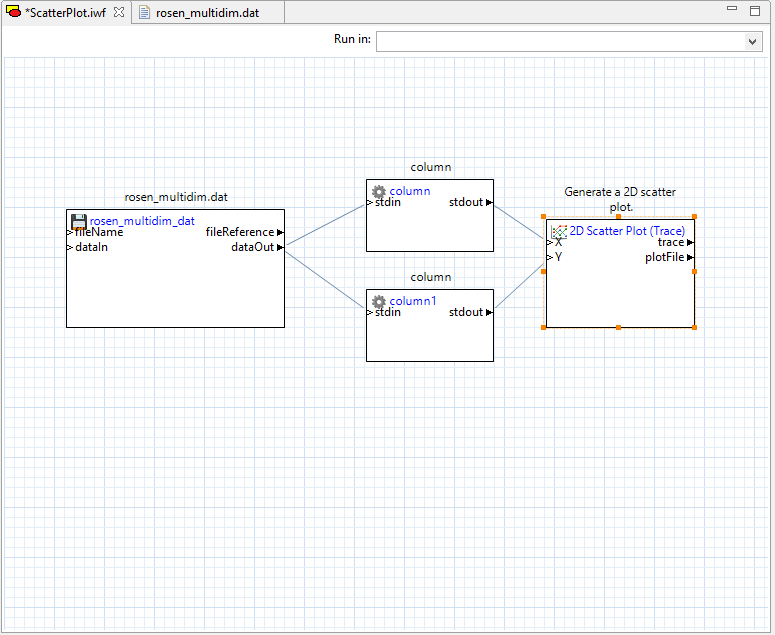 *ScatterPlot.iwf
rosen_multidim.dat
Run in:
rosen_multidim.dat
rosen_multidim_dat
fileName
fileReference
dataIn
dataOut
column
column
stdin
stdout
column
column1
stdin
stdout
Generate a 2D scatter
plot.
2D Scatter Plot (Trace)
X
trace
Y
plotFile